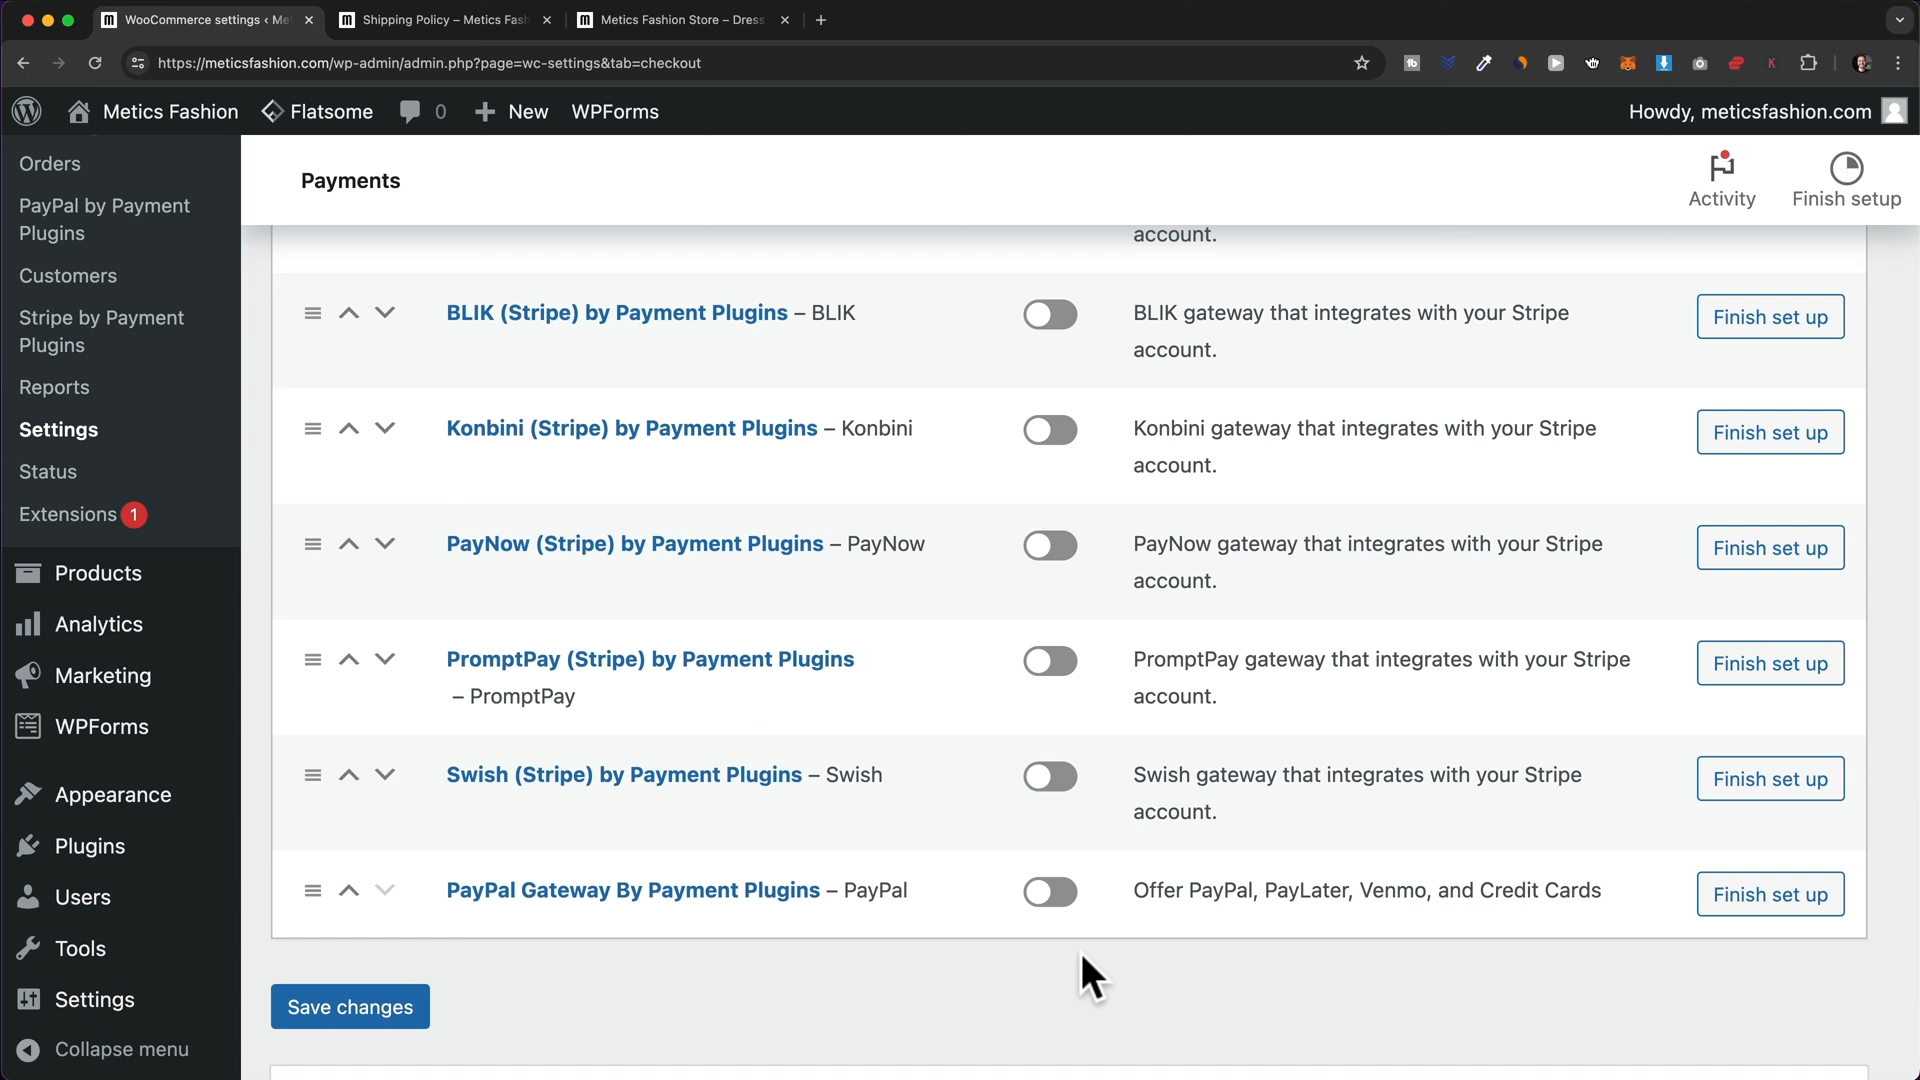 WooCommerce settings < Me
Shipping Policy – Metics Fash
Metics Fashion Store – Dress
https://meticsfashion.com/wp-admin/admin.php?page=wc-settings&tab=checkout
Metics Fashion
Flatsome
0
New
WPForms
Howdy, meticsfashion.com
Orders
PayPal by Payment
Plugins
Customers
Stripe by Payment
Plugins
Reports
Settings
Status
Extensions 1
Products
Analytics
Marketing
WPForms
Appearance
Plugins
Users
Tools
Settings
Collapse menu
Payments
Activity
Finish setup
account.
BLIK (Stripe) by Payment Plugins – BLIK
BLIK gateway that integrates with your Stripe
account.
Finish set up
Konbini (Stripe) by Payment Plugins – Konbini
Konbini gateway that integrates with your Stripe
account.
Finish set up
PayNow (Stripe) by Payment Plugins – PayNow
PayNow gateway that integrates with your Stripe
account.
Finish set up
PromptPay (Stripe) by Payment Plugins
– PromptPay
PromptPay gateway that integrates with your Stripe
account.
Finish set up
Swish (Stripe) by Payment Plugins – Swish
Swish gateway that integrates with your Stripe
account.
Finish set up
PayPal Gateway By Payment Plugins – PayPal
Offer PayPal, PayLater, Venmo, and Credit Cards
Finish set up
Save changes